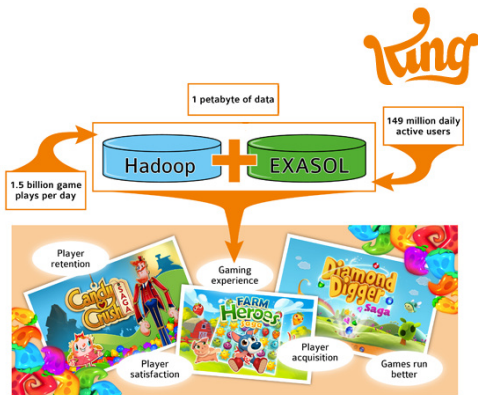 King
1 petabyte of data
149 million daily
active users
Hadoop
+
EXASOL
1.5 billion game
plays per day
Player
retention
Gaming
experience
Candy
Crush
SAGA
Diamond
Digger
Saga
FARM
Heroes
Saga
Player
satisfaction
Player
acquisition
Games run
better